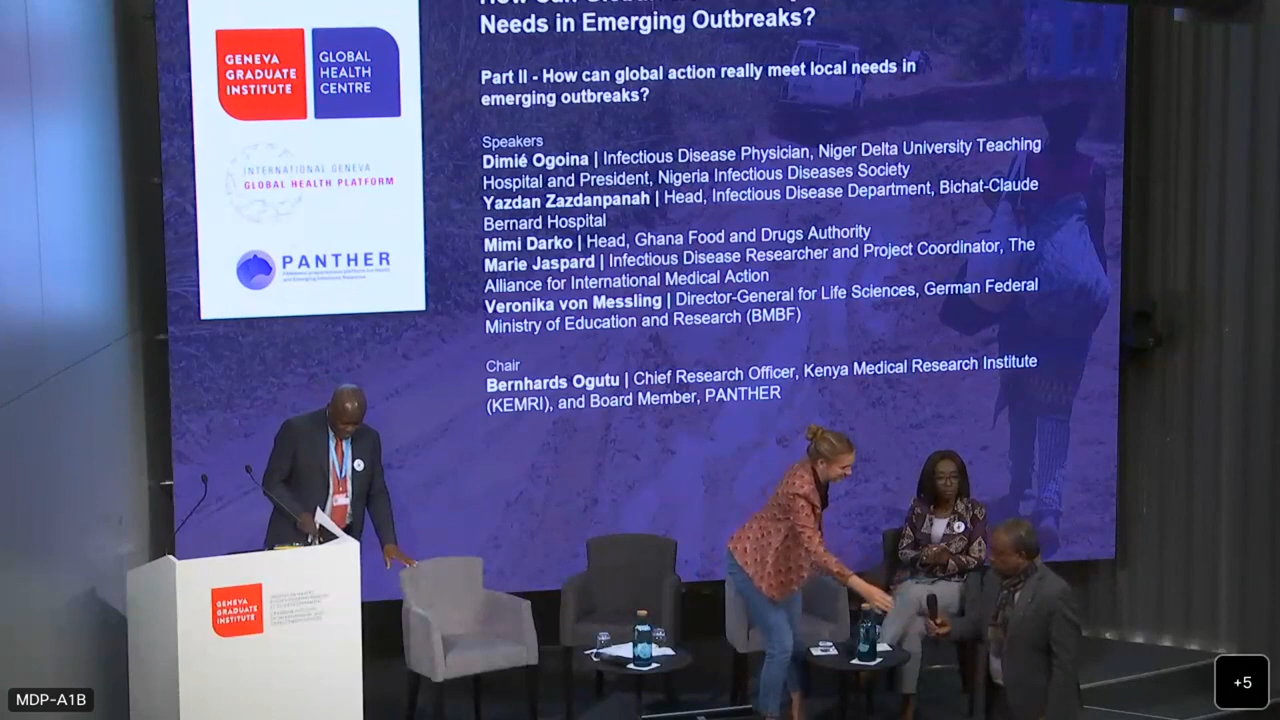 Needs in Emerging Outbreaks?
Part II - How can global action really meet local needs in
emerging outbreaks?
Speakers
Dimié Ogoina | Infectious Disease Physician, Niger Delta University Teaching
Hospital and President, Nigeria Infectious Diseases Society
Yazdan Zazdanpanah | Head, Infectious Disease Department, Bichat-Claude
Bernard Hospital
Mimi Darko | Head, Ghana Food and Drugs Authority
Marie Jaspard | Infectious Disease Researcher and Project Coordinator, The
Alliance for International Medical Action
Veronika von Messling | Director-General for Life Sciences, German Federal
Ministry of Education and Research (BMBF)
Chair
Bernhards Ogutu | Chief Research Officer, Kenya Medical Research Institute
(KEMRI), and Board Member, PANTHER
GENEVA
GRADUATE
INSTITUTE
GLOBAL
HEALTH
CENTRE
INTERNATIONAL GENEVA
GLOBAL HEALTH PLATFORM
PANTHER
GENEVA
GRADUATE
INSTITUTE
MDP-A1B
+5